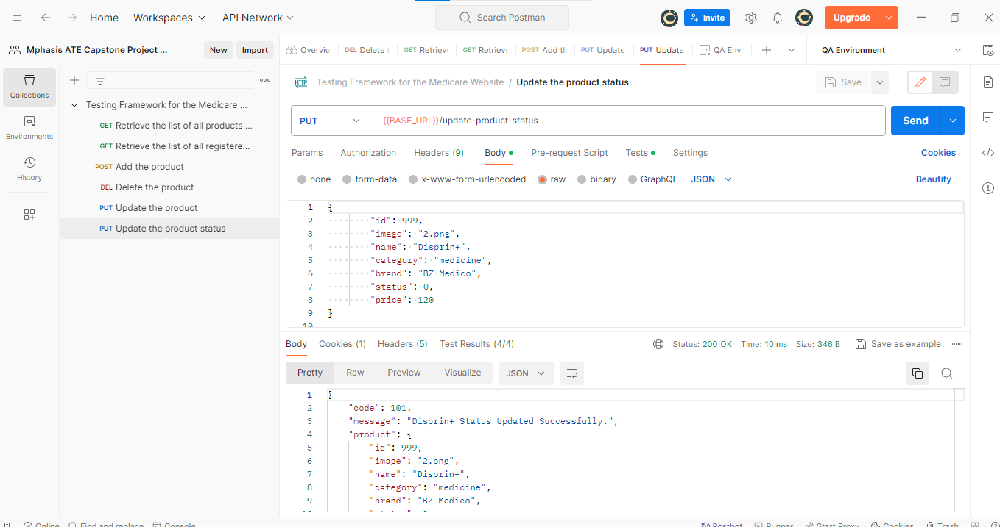 Home Workspaces API Network Search Postman Invite Upgrade
Mphasis ATE Capstone Project ... New Import Overvie DEL Delete t GET Retriev GET Retriev POST Add th PUT Update PUT Update QA Envi QA Environment
Collections
Environments
History
Testing Framework for the Medicare ...
GET Retrieve the list of all products ...
GET Retrieve the list of all registere...
POST Add the product
DEL Delete the product
PUT Update the product
PUT Update the product status
HTTP Testing Framework for the Medicare Website / Update the product status Save
PUT {{BASE_URL}}/update-product-status Send
Params Authorization Headers (9) Body Pre-request Script Tests Settings Cookies
none form-data x-www-form-urlencoded raw binary GraphQL JSON Beautify
1 {
2 "id": 999,
3 "image": "2.png",
4 "name": "Disprin+",
5 "category": "medicine",
6 "brand": "BZ Medico",
7 "status": 0,
8 "price": 120
9 }
10
Body Cookies (1) Headers (5) Test Results (4/4) Status: 200 OK Time: 10 ms Size: 346 B Save as example
Pretty Raw Preview Visualize JSON
1 {
2 "code": 101,
3 "message": "Disprin+ Status Updated Successfully.",
4 "product": {
5 "id": 999,
6 "image": "2.png",
7 "name": "Disprin+",
8 "category": "medicine",
9 "brand": "BZ Medico",
Online Find and replace Console Postbot Runner Start Proxy Cookies Trash